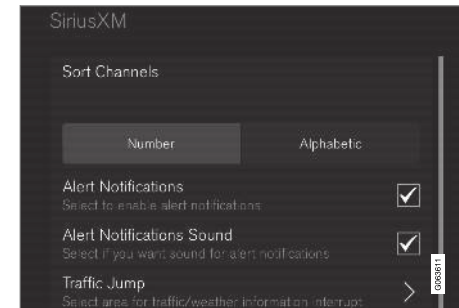 SiriusXM
Sort Channels
Number Alphabetic
Alert Notifications
Select to enable alert notifications
Alert Notifications Sound
Select if you want sound for alert notifications
Traffic Jump
Select area for traffic/weather information interrupt
G063611